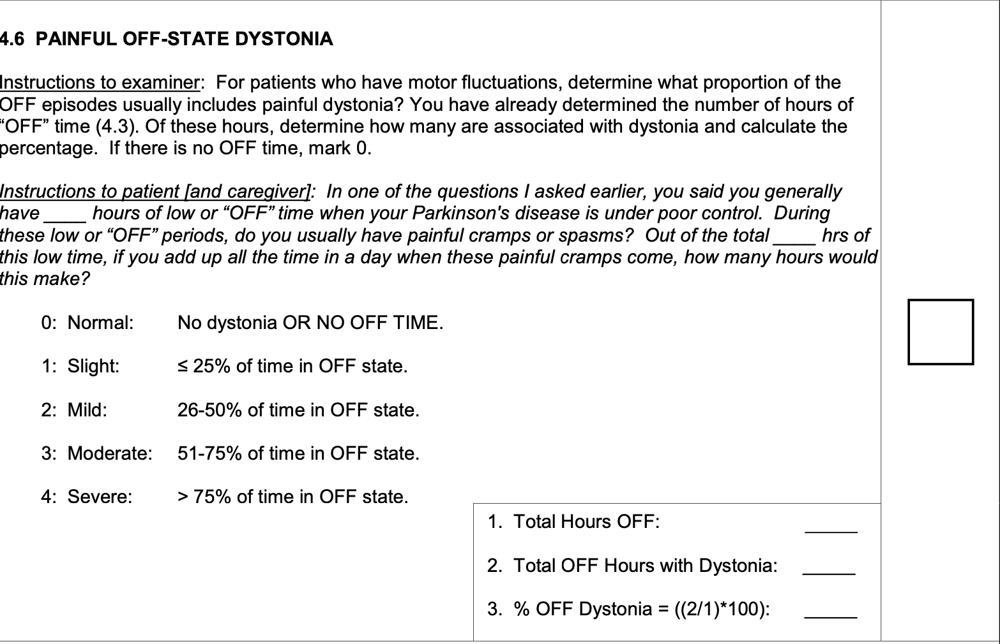 4.6 PAINFUL OFF-STATE DYSTONIA
Instructions to examiner: For patients who have motor fluctuations, determine what proportion of the
OFF episodes usually includes painful dystonia? You have already determined the number of hours of
“OFF” time (4.3). Of these hours, determine how many are associated with dystonia and calculate the
percentage. If there is no OFF time, mark 0.
Instructions to patient [and caregiver]: In one of the questions I asked earlier, you said you generally
have ____ hours of low or “OFF” time when your Parkinson's disease is under poor control. During
these low or “OFF” periods, do you usually have painful cramps or spasms? Out of the total ____ hrs of
this low time, if you add up all the time in a day when these painful cramps come, how many hours would
this make?
0: Normal: No dystonia OR NO OFF TIME.
1: Slight: ≤ 25% of time in OFF state.
2: Mild: 26-50% of time in OFF state.
3: Moderate: 51-75% of time in OFF state.
4: Severe: > 75% of time in OFF state.
1. Total Hours OFF: _____
2. Total OFF Hours with Dystonia: _____
3. % OFF Dystonia = ((2/1)*100): _____